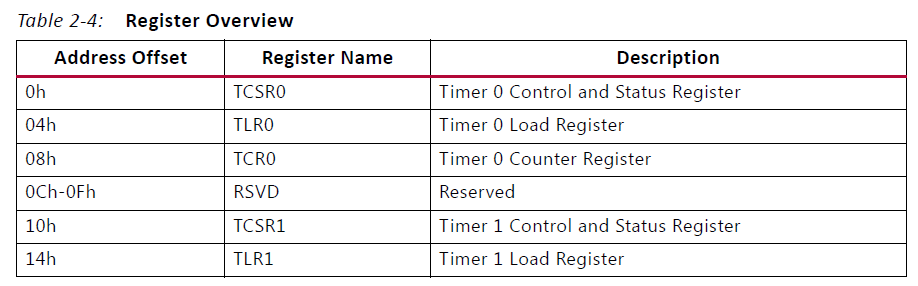 Table 2-4: Register Overview
Address Offset Register Name Description
0h TCSR0 Timer 0 Control and Status Register
04h TLR0 Timer 0 Load Register
08h TCR0 Timer 0 Counter Register
0Ch-0Fh RSVD Reserved
10h TCSR1 Timer 1 Control and Status Register
14h TLR1 Timer 1 Load Register